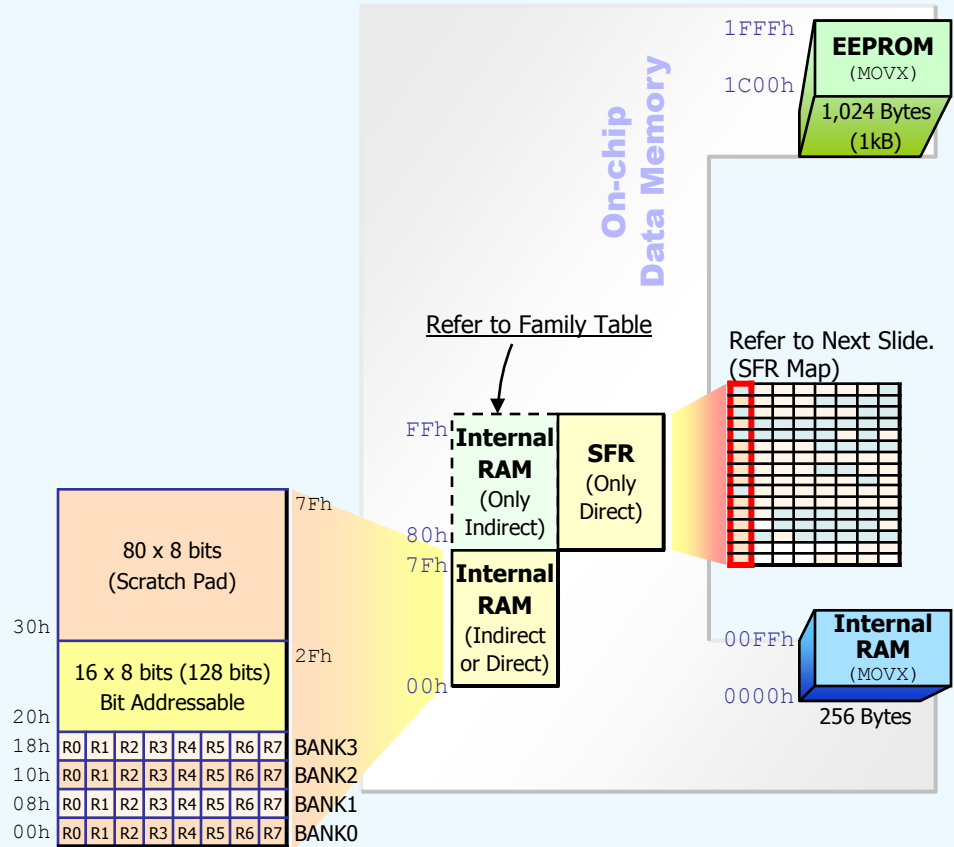 1FFFh
EEPROM
(MOVX)
1C00h
1,024 Bytes
(1kB)
On-chip
Data Memory
Refer to Family Table
Refer to Next Slide.
(SFR Map)
FFh
Internal
RAM
(Only
Indirect)
SFR
(Only
Direct)
80h
7Fh
Internal
RAM
(Indirect
or Direct)
00h
00FFh
Internal
RAM
(MOVX)
0000h
256 Bytes
7Fh
80 x 8 bits
(Scratch Pad)
30h
2Fh
16 x 8 bits (128 bits)
Bit Addressable
20h
18h R0 R1 R2 R3 R4 R5 R6 R7 BANK3
10h R0 R1 R2 R3 R4 R5 R6 R7 BANK2
08h R0 R1 R2 R3 R4 R5 R6 R7 BANK1
00h R0 R1 R2 R3 R4 R5 R6 R7 BANK0